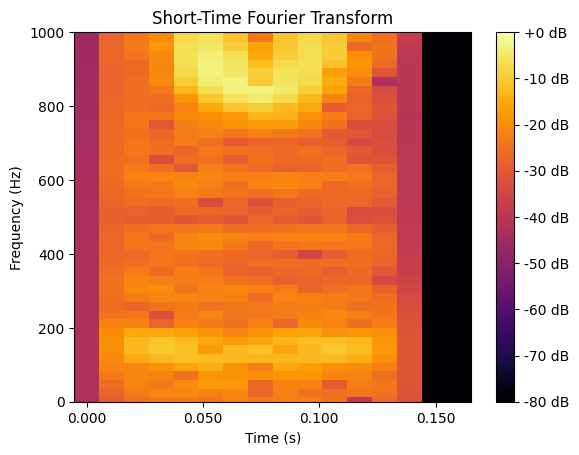 Short-Time Fourier Transform
1000
800
600
400
200
0
Frequency (Hz)
0.000
0.050
0.100
0.150
Time (s)
+0 dB
-10 dB
-20 dB
-30 dB
-40 dB
-50 dB
-60 dB
-70 dB
-80 dB